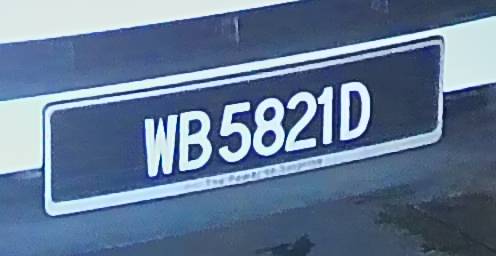 WB5821D
The Power to Surprise